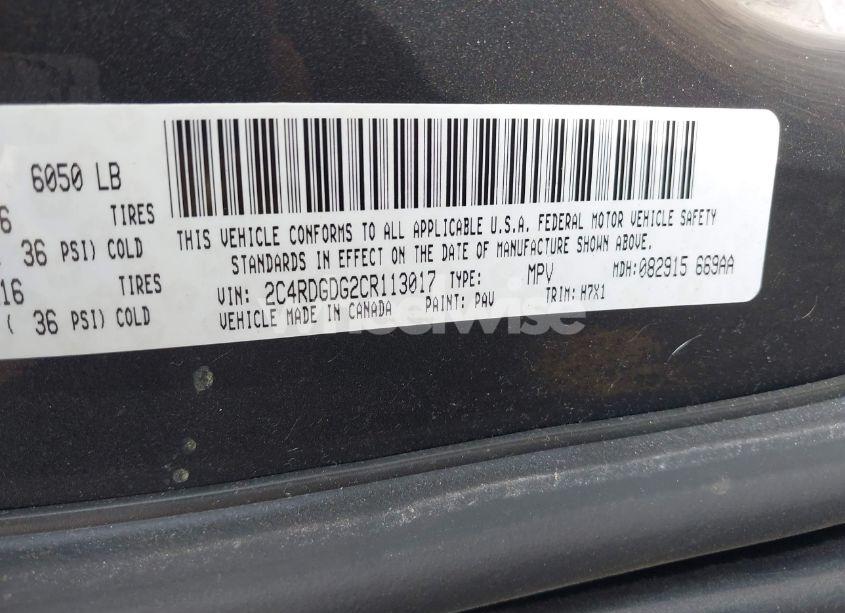 6050 LB
6 TIRES
36 PSI) COLD
16 TIRES
( 36 PSI) COLD
THIS VEHICLE CONFORMS TO ALL APPLICABLE U.S.A. FEDERAL MOTOR VEHICLE SAFETY
STANDARDS IN EFFECT ON THE DATE OF MANUFACTURE SHOWN ABOVE.
VIN: 2C4RDGDG2CR113017 TYPE: MPV MDH:082915 669AA
VEHICLE MADE IN CANADA PAINT: PAV TRIM: H7X1
wheelwise